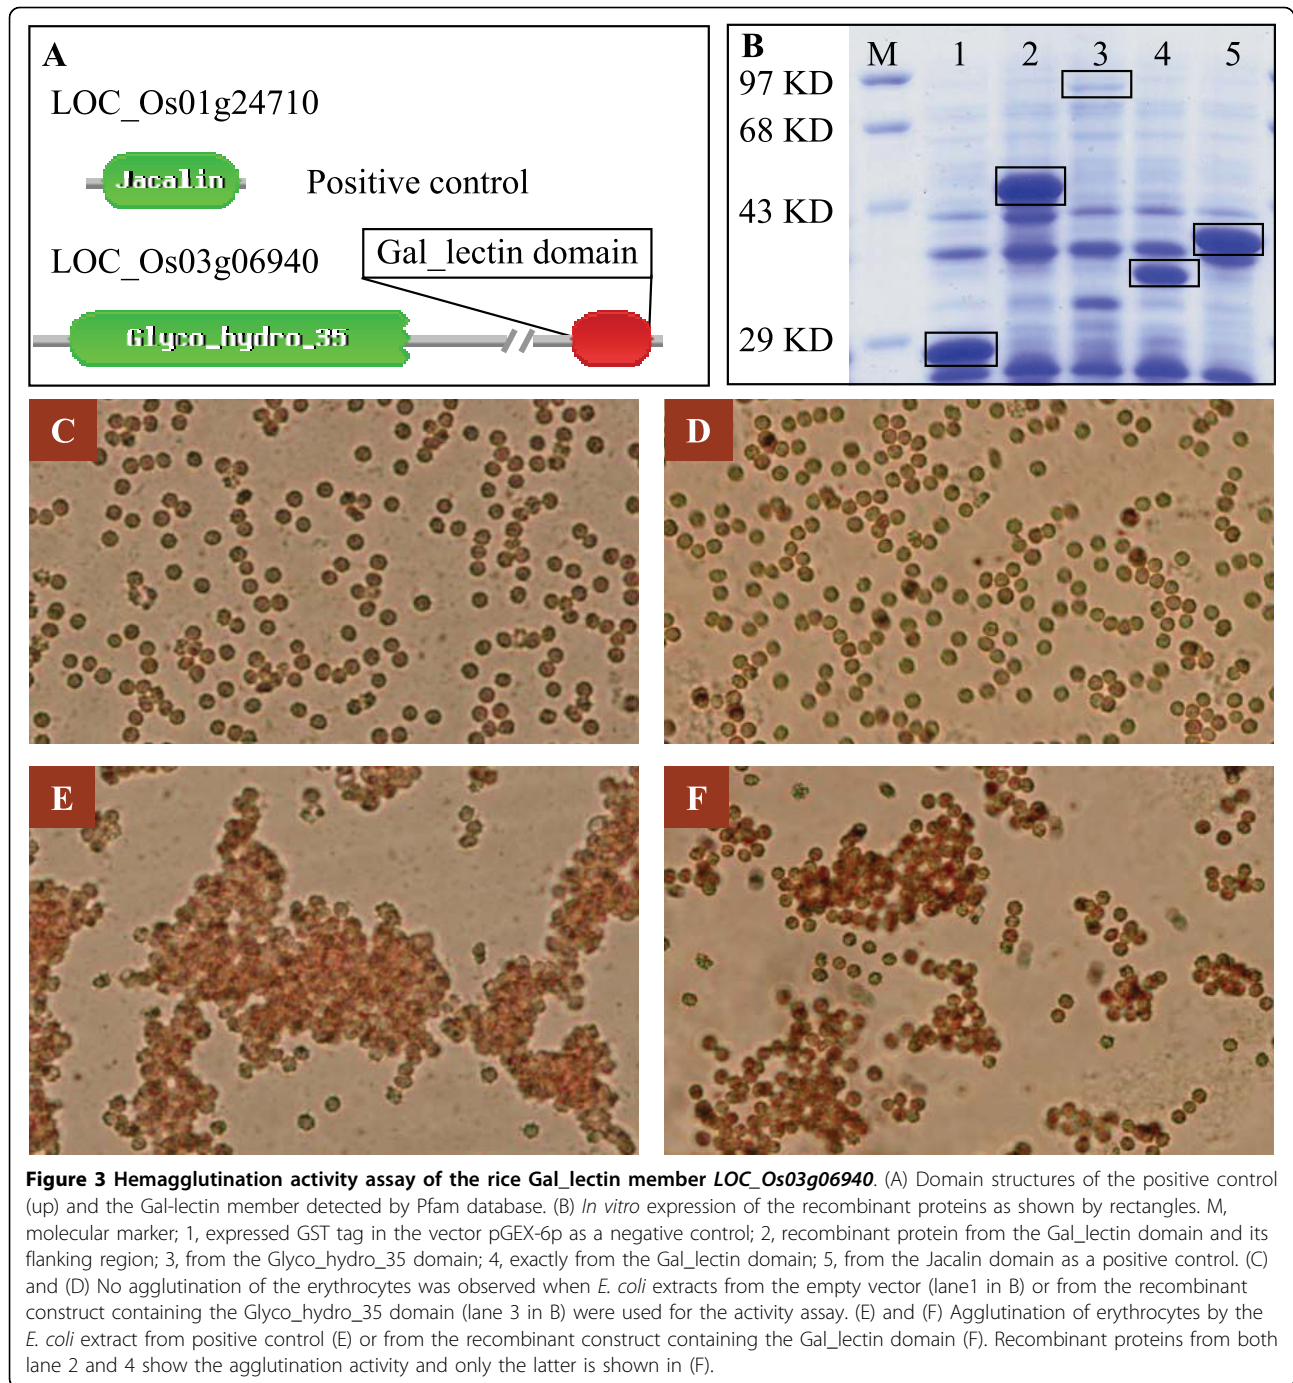 A
LOC_Os01g24710
Jacalin
Positive control
LOC_Os03g06940
Gal_lectin domain
Glyco_hydro_35
B
M 1 2 3 4 5
97 KD
68 KD
43 KD
29 KD
C
D
E
F
Figure 3 Hemagglutination activity assay of the rice Gal_lectin member LOC_Os03g06940. (A) Domain structures of the positive control
(up) and the Gal-lectin member detected by Pfam database. (B) In vitro expression of the recombinant proteins as shown by rectangles. M,
molecular marker; 1, expressed GST tag in the vector pGEX-6p as a negative control; 2, recombinant protein from the Gal_lectin domain and its
flanking region; 3, from the Glyco_hydro_35 domain; 4, exactly from the Gal_lectin domain; 5, from the Jacalin domain as a positive control. (C)
and (D) No agglutination of the erythrocytes was observed when E. coli extracts from the empty vector (lane1 in B) or from the recombinant
construct containing the Glyco_hydro_35 domain (lane 3 in B) were used for the activity assay. (E) and (F) Agglutination of erythrocytes by the
E. coli extract from positive control (E) or from the recombinant construct containing the Gal_lectin domain (F). Recombinant proteins from both
lane 2 and 4 show the agglutination activity and only the latter is shown in (F).